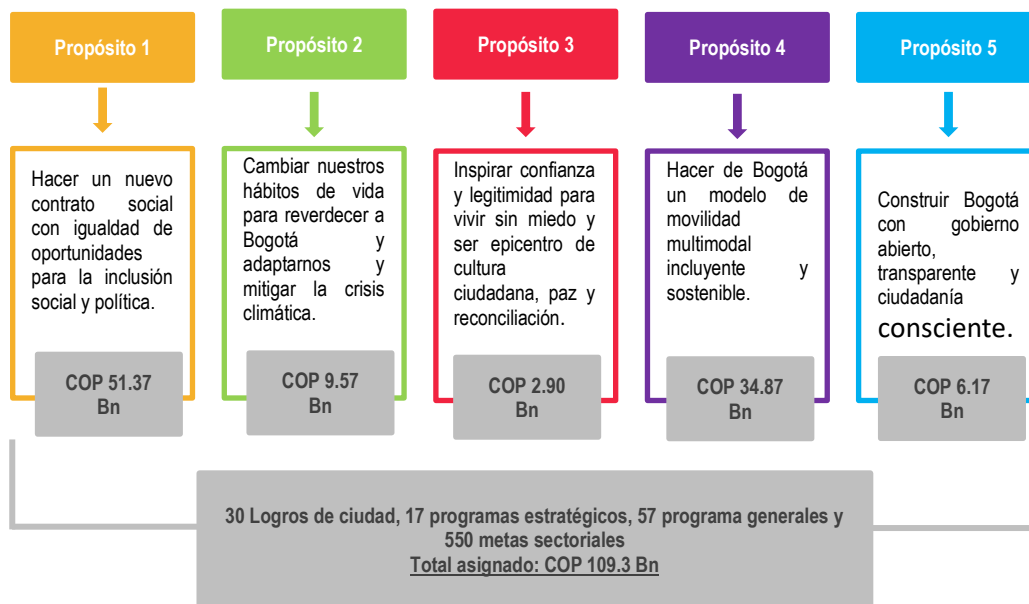 Propósito 1
Propósito 2
Propósito 3
Propósito 4
Propósito 5
Hacer un nuevo
contrato social
con igualdad de
oportunidades
para la inclusión
social y política.
COP 51.37
Bn
Cambiar nuestros
hábitos de vida
para reverdecer a
Bogotá y
adaptarnos y
mitigar la crisis
climática.
COP 9.57
Bn
Inspirar confianza
y legitimidad para
vivir sin miedo y
ser epicentro de
cultura
ciudadana, paz y
reconciliación.
COP 2.90
Bn
Hacer de Bogotá
un modelo de
movilidad
multimodal
incluyente y
sostenible.
COP 34.87
Bn
Construir Bogotá
con gobierno
abierto,
transparente y
ciudadanía
consciente.
COP 6.17
Bn
30 Logros de ciudad, 17 programas estratégicos, 57 programa generales y
550 metas sectoriales
Total asignado: COP 109.3 Bn